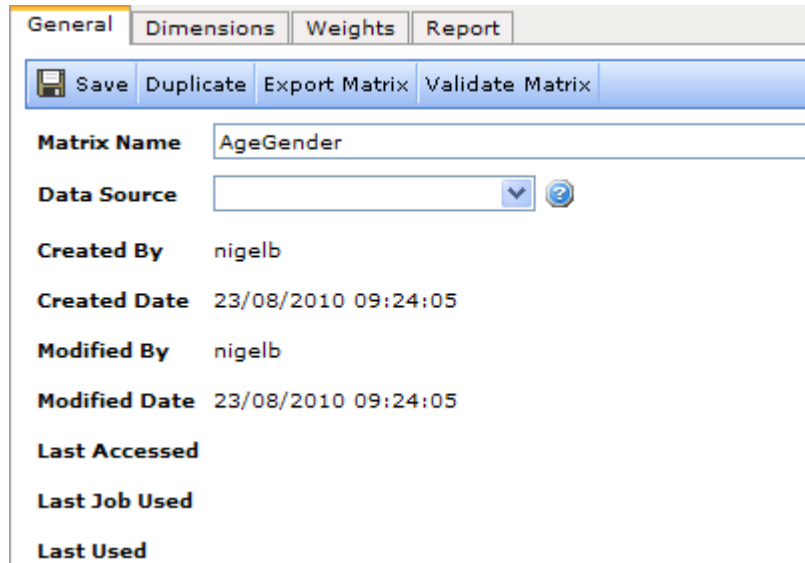 General Dimensions Weights Report
Save Duplicate Export Matrix Validate Matrix
Matrix Name AgeGender
Data Source
Created By nigelb
Created Date 23/08/2010 09:24:05
Modified By nigelb
Modified Date 23/08/2010 09:24:05
Last Accessed
Last Job Used
Last Used